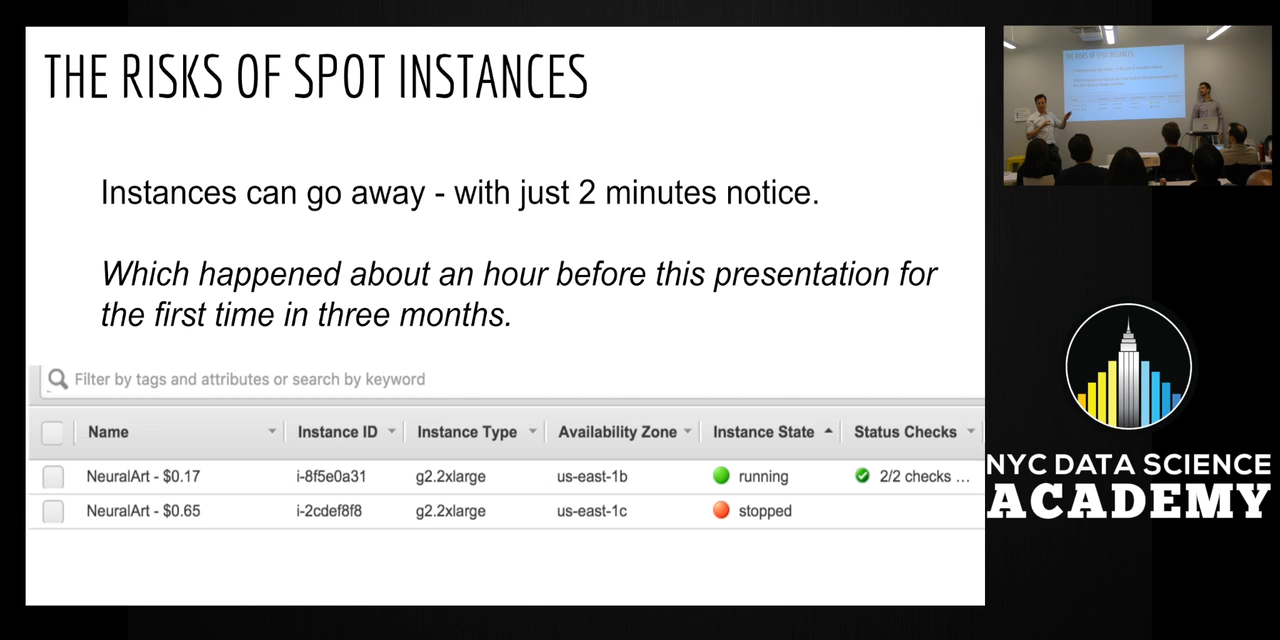 THE RISKS OF SPOT INSTANCES
Instances can go away - with just 2 minutes notice.
Which happened about an hour before this presentation for
the first time in three months.
Filter by tags and attributes or search by keyword
Name Instance ID Instance Type Availability Zone Instance State Status Checks
NeuralArt - $0.17 i-8f5e0a31 g2.2xlarge us-east-1b running 2/2 checks ...
NeuralArt - $0.65 i-2cdef8f8 g2.2xlarge us-east-1c stopped
NYC DATA SCIENCE
ACADEMY